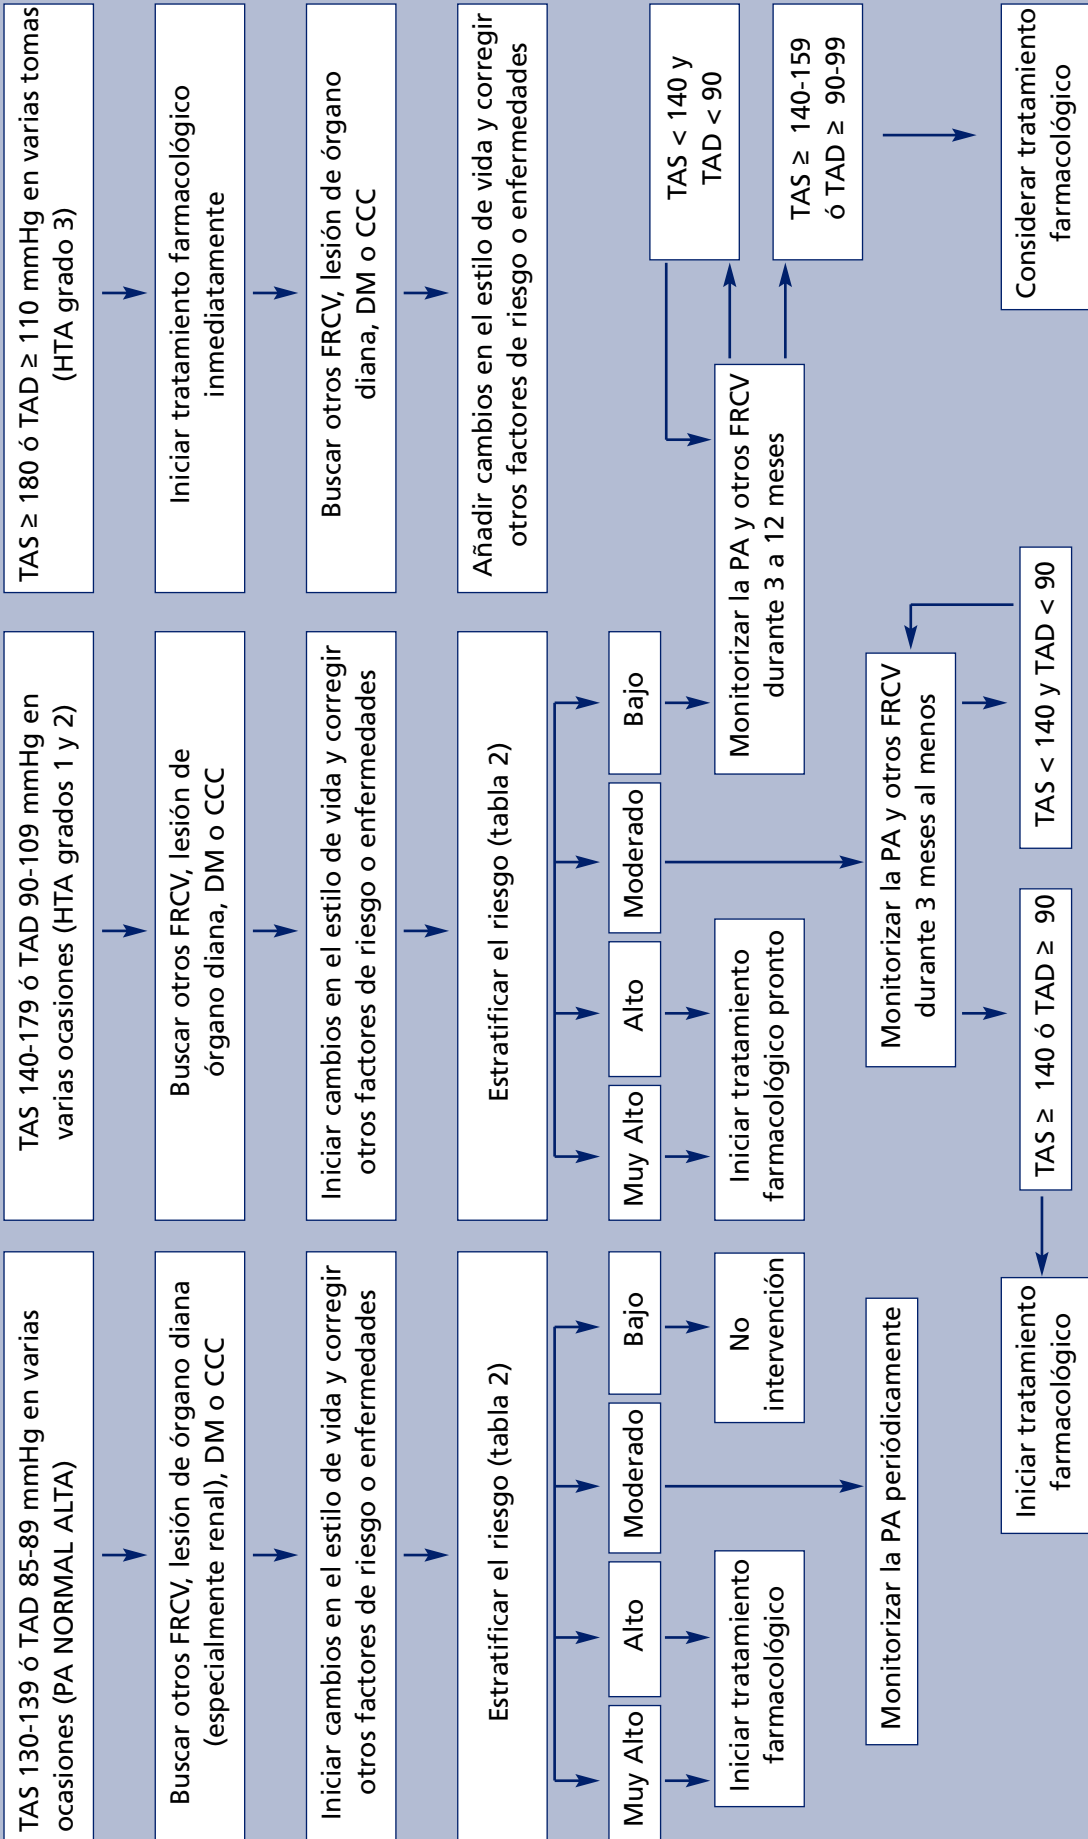 TAS 130-139 ó TAD 85-89 mmHg en varias
ocasiones (PA NORMAL ALTA)
Buscar otros FRCV, lesión de órgano diana
(especialmente renal), DM o CCC
Iniciar cambios en el estilo de vida y corregir
otros factores de riesgo o enfermedades
Estratificar el riesgo (tabla 2)
Muy Alto
Alto
Moderado
Bajo
Iniciar tratamiento
farmacológico
No
intervención
Monitorizar la PA periódicamente
TAS 140-179 ó TAD 90-109 mmHg en
varias ocasiones (HTA grados 1 y 2)
Buscar otros FRCV, lesión de
órgano diana, DM o CCC
Iniciar cambios en el estilo de vida y corregir
otros factores de riesgo o enfermedades
Estratificar el riesgo (tabla 2)
Muy Alto
Alto
Moderado
Bajo
Iniciar tratamiento
farmacológico pronto
Monitorizar la PA y otros FRCV
durante 3 meses al menos
TAS ≥ 140 ó TAD ≥ 90
TAS < 140 y TAD < 90
Iniciar tratamiento
farmacológico
Monitorizar la PA y otros FRCV
durante 3 a 12 meses
TAS < 140 y
TAD < 90
TAS ≥ 140-159
ó TAD ≥ 90-99
Considerar tratamiento
farmacológico
TAS ≥ 180 ó TAD ≥ 110 mmHg en varias tomas
(HTA grado 3)
Iniciar tratamiento farmacológico
inmediatamente
Buscar otros FRCV, lesión de órgano
diana, DM o CCC
Añadir cambios en el estilo de vida y corregir
otros factores de riesgo o enfermedades